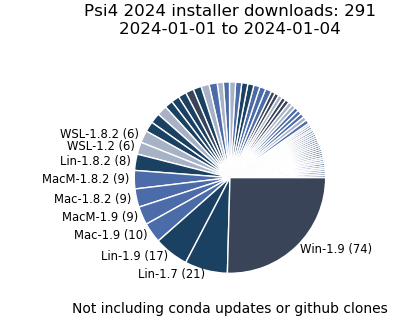 Psi4 2024 installer downloads: 291
2024-01-01 to 2024-01-04
WSL-1.8.2 (6)
WSL-1.2 (6)
Lin-1.8.2 (8)
MacM-1.8.2 (9)
Mac-1.8.2 (9)
MacM-1.9 (9)
Mac-1.9 (10)
Lin-1.9 (17)
Lin-1.7 (21)
Win-1.9 (74)
Not including conda updates or github clones